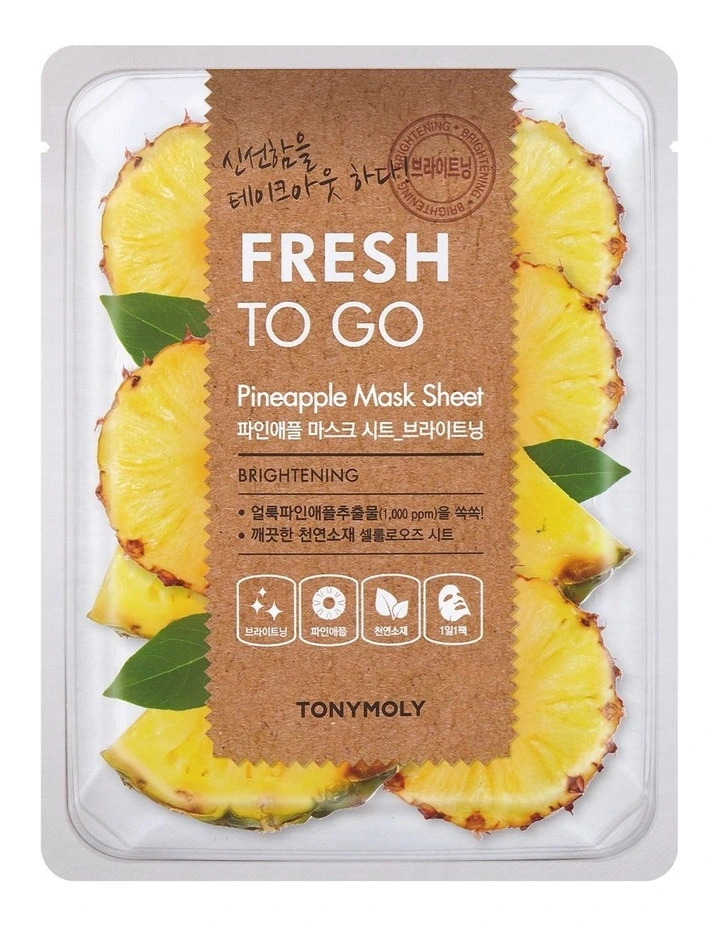 신선함을
테이크아웃 하다!
BRIGHTENING • BRIGHTENING • BRIGHTENING •
브라이트닝
FRESH
TO GO
Pineapple Mask Sheet
파인애플 마스크 시트_브라이트닝
BRIGHTENING
• 얼룩파인애플추출물(1,000 ppm)을 쏙쏙!
• 깨끗한 천연소재 셀룰로오즈 시트
브라이트닝 파인애플 천연소재 1일1팩
TONYMOLY